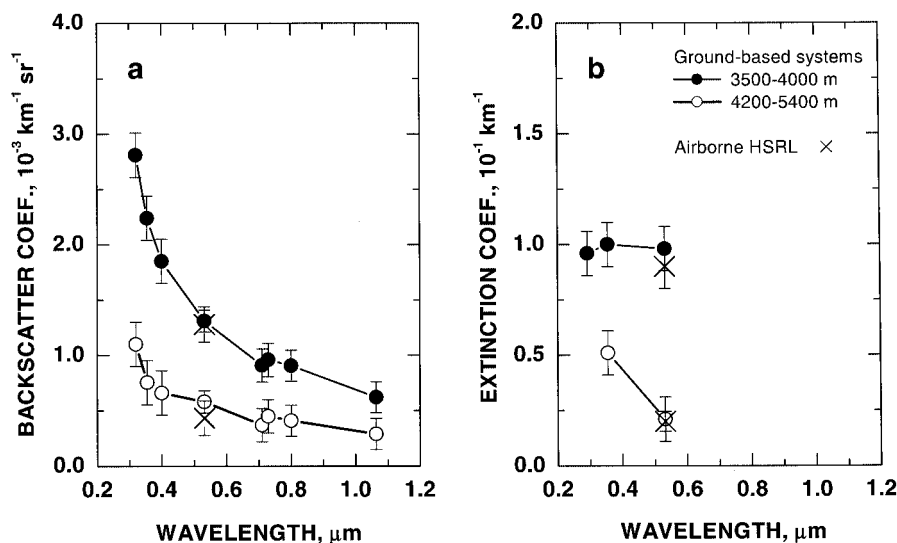 4.0
3.0
2.0
1.0
0.0
0.2 0.4 0.6 0.8 1.0 1.2
BACKSCATTER COEF., 10⁻³ km⁻¹ sr⁻¹
WAVELENGTH, μm
a
2.0
1.5
1.0
0.5
0.0
0.2 0.4 0.6 0.8 1.0 1.2
EXTINCTION COEF., 10⁻¹ km⁻¹
WAVELENGTH, μm
b
Ground-based systems
3500-4000 m
4200-5400 m
Airborne HSRL